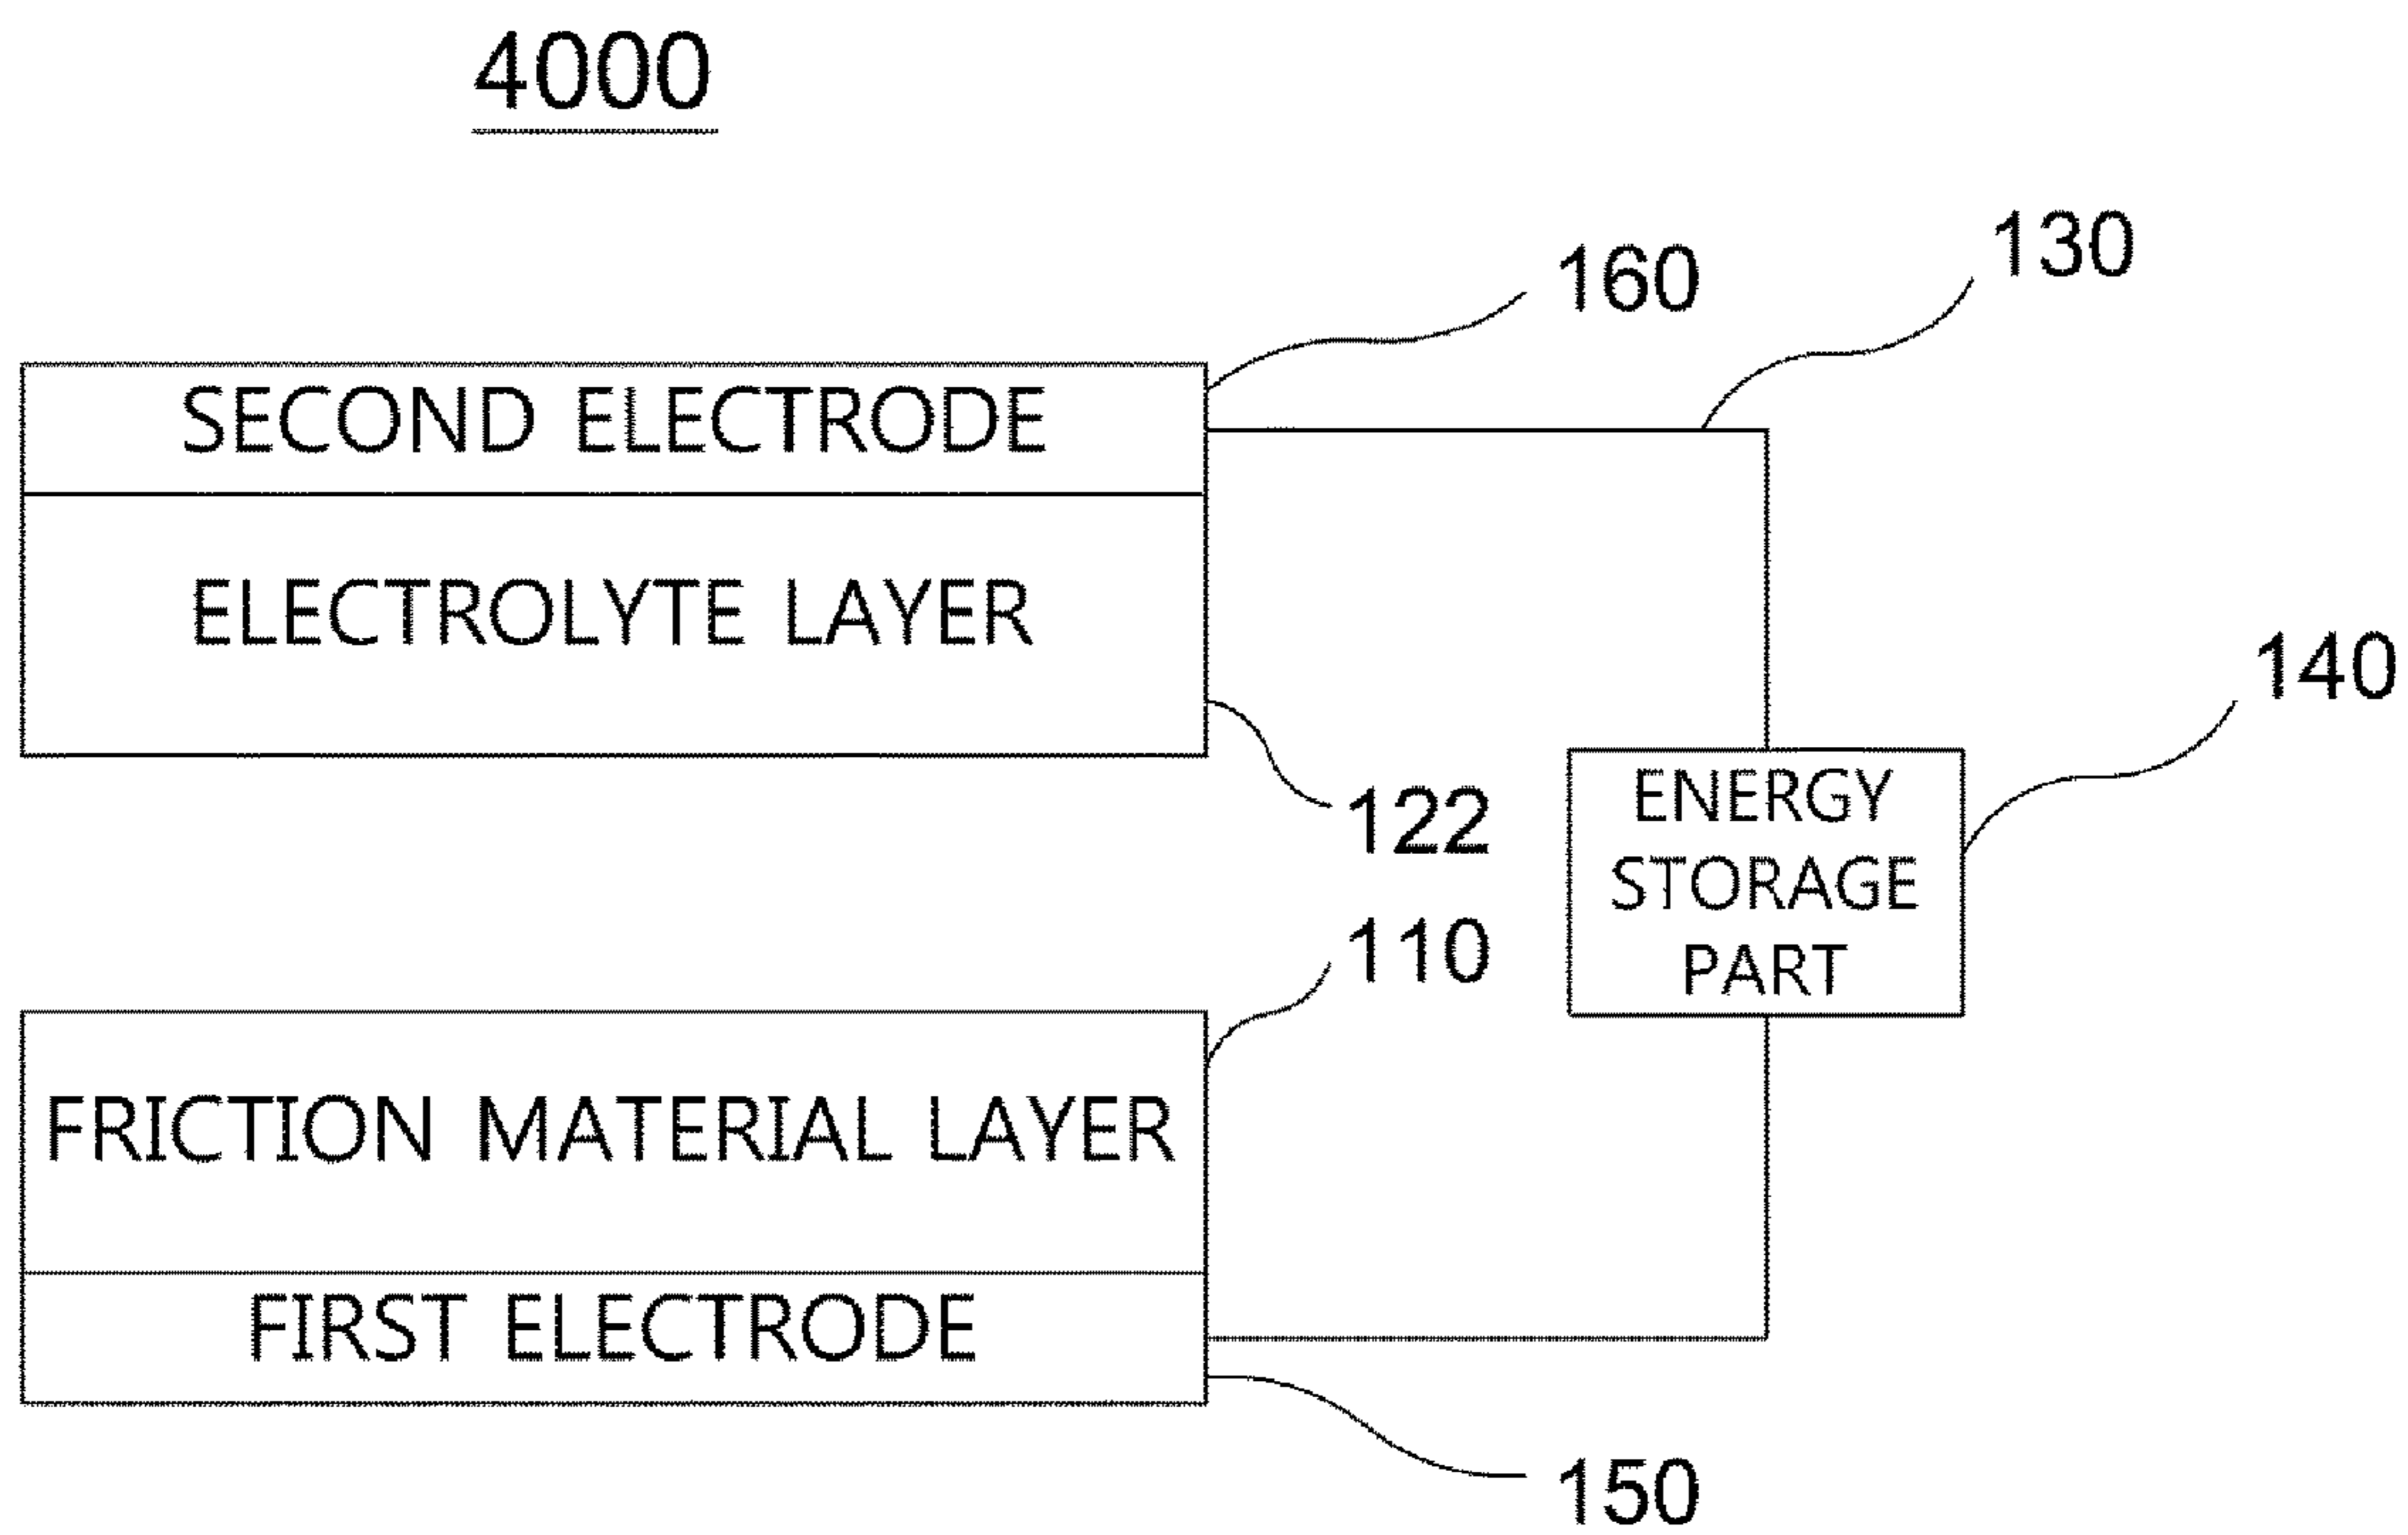 4000
130
160
SECOND ELECTRODE
ELECTROLYTE LAYER
140
122
ENERGY
STORAGE
PART
110
FRICTION MATERIAL LAYER
FIRST ELECTRODE
150